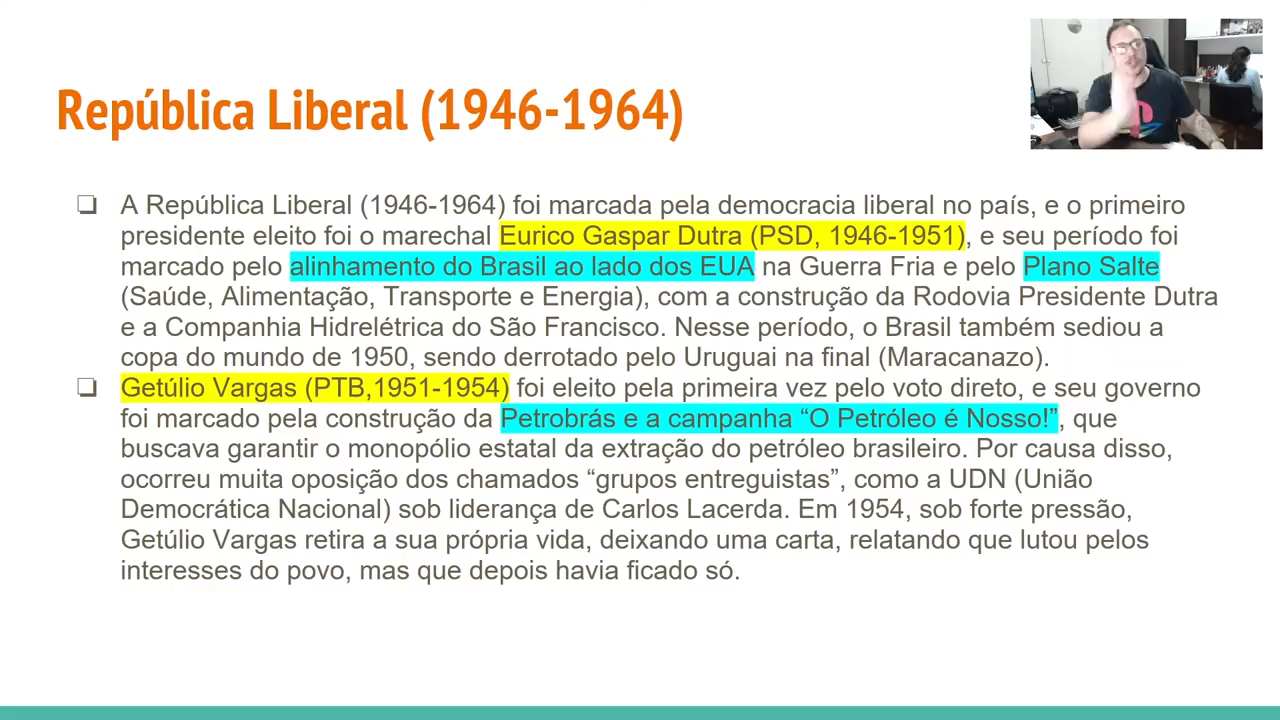 República Liberal (1946-1964)
A República Liberal (1946-1964) foi marcada pela democracia liberal no país, e o primeiro
presidente eleito foi o marechal Eurico Gaspar Dutra (PSD, 1946-1951), e seu período foi
marcado pelo alinhamento do Brasil ao lado dos EUA na Guerra Fria e pelo Plano Salte
(Saúde, Alimentação, Transporte e Energia), com a construção da Rodovia Presidente Dutra
e a Companhia Hidrelétrica do São Francisco. Nesse período, o Brasil também sediou a
copa do mundo de 1950, sendo derrotado pelo Uruguai na final (Maracanazo).
Getúlio Vargas (PTB,1951-1954) foi eleito pela primeira vez pelo voto direto, e seu governo
foi marcado pela construção da Petrobrás e a campanha “O Petróleo é Nosso!”, que
buscava garantir o monopólio estatal da extração do petróleo brasileiro. Por causa disso,
ocorreu muita oposição dos chamados “grupos entreguistas”, como a UDN (União
Democrática Nacional) sob liderança de Carlos Lacerda. Em 1954, sob forte pressão,
Getúlio Vargas retira a sua própria vida, deixando uma carta, relatando que lutou pelos
interesses do povo, mas que depois havia ficado só.